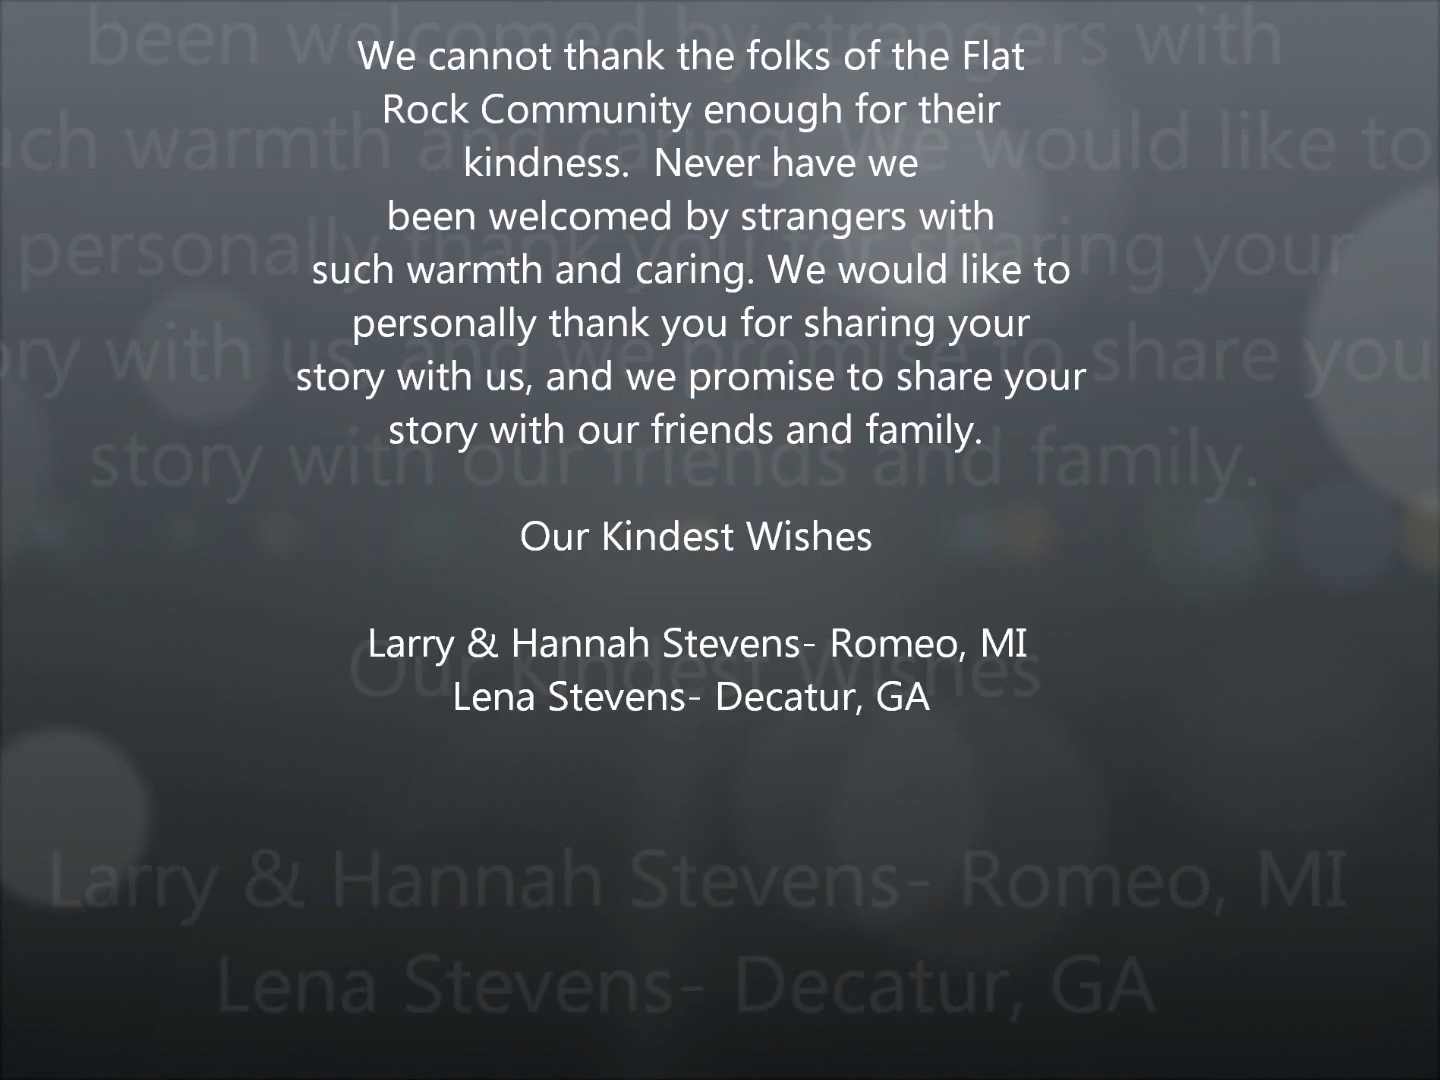 We cannot thank the folks of the Flat
Rock Community enough for their
kindness.  Never have we
been welcomed by strangers with
such warmth and caring. We would like to
personally thank you for sharing your
story with us, and we promise to share your
story with our friends and family.
Our Kindest Wishes
Larry & Hannah Stevens- Romeo, MI
Lena Stevens- Decatur, GA